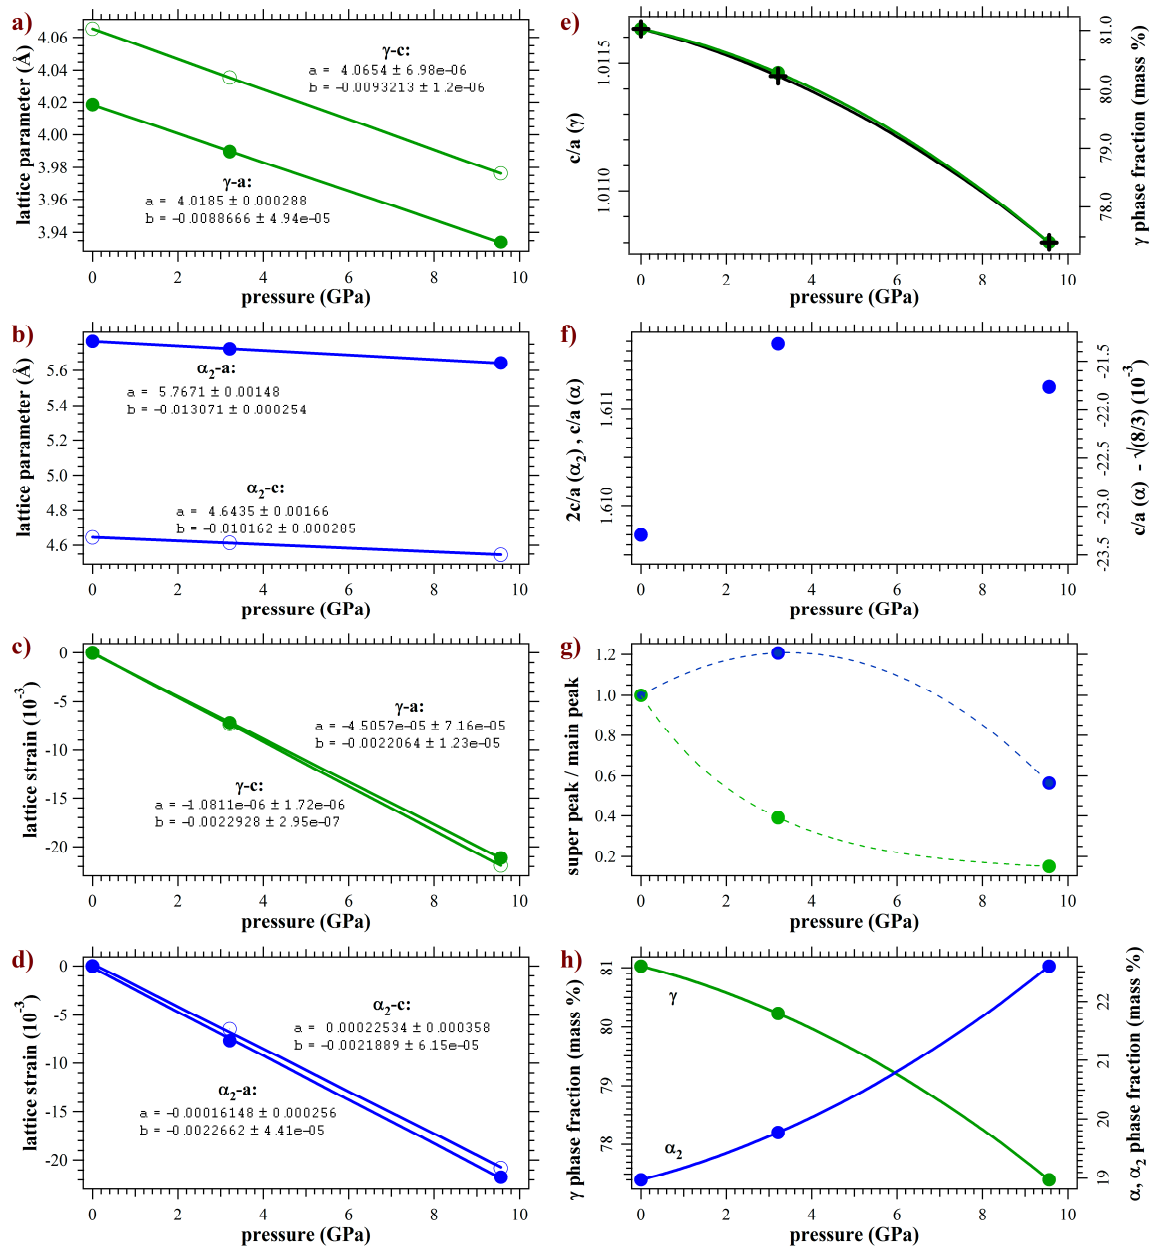 a)
lattice parameter (Å)
4.06
4.04
4.02
4.00
3.98
3.96
3.94
γ-c:
a = 4.0654 ± 6.98e-06
b = -0.0093213 ± 1.2e-06
γ-a:
a = 4.0185 ± 0.000288
b = -0.0088666 ± 4.94e-05
0 2 4 6 8 10
pressure (GPa)
e)
c/a (γ)
1.0115
1.0110
81.0
80.0
79.0
78.0
γ phase fraction (mass %)
0 2 4 6 8 10
pressure (GPa)
b)
lattice parameter (Å)
5.6
5.4
5.2
5.0
4.8
4.6
α₂-a:
a = 5.7671 ± 0.00148
b = -0.013071 ± 0.000254
α₂-c:
a = 4.6435 ± 0.00166
b = -0.010162 ± 0.000205
0 2 4 6 8 10
pressure (GPa)
f)
2c/a (α₂) , c/a (α)
1.611
1.610
-21.5
-22.0
-22.5
-23.0
-23.5
c/a (α) - √(8/3) (10⁻³)
0 2 4 6 8 10
pressure (GPa)
c)
lattice strain (10⁻³)
0
-5
-10
-15
-20
γ-a:
a = -4.5057e-05 ± 7.16e-05
b = -0.0022064 ± 1.23e-05
γ-c:
a = -1.0811e-06 ± 1.72e-06
b = -0.0022928 ± 2.95e-07
0 2 4 6 8 10
pressure (GPa)
g)
super peak / main peak
1.2
1.0
0.8
0.6
0.4
0.2
0 2 4 6 8 10
pressure (GPa)
d)
lattice strain (10⁻³)
0
-5
-10
-15
-20
α₂-c:
a = 0.00022534 ± 0.000358
b = -0.0021889 ± 6.15e-05
α₂-a:
a = -0.00016148 ± 0.000256
b = -0.0022662 ± 4.41e-05
0 2 4 6 8 10
pressure (GPa)
h)
γ phase fraction (mass %)
81
80
79
78
γ
α₂
22
21
20
19
α, α₂ phase fraction (mass %)
0 2 4 6 8 10
pressure (GPa)